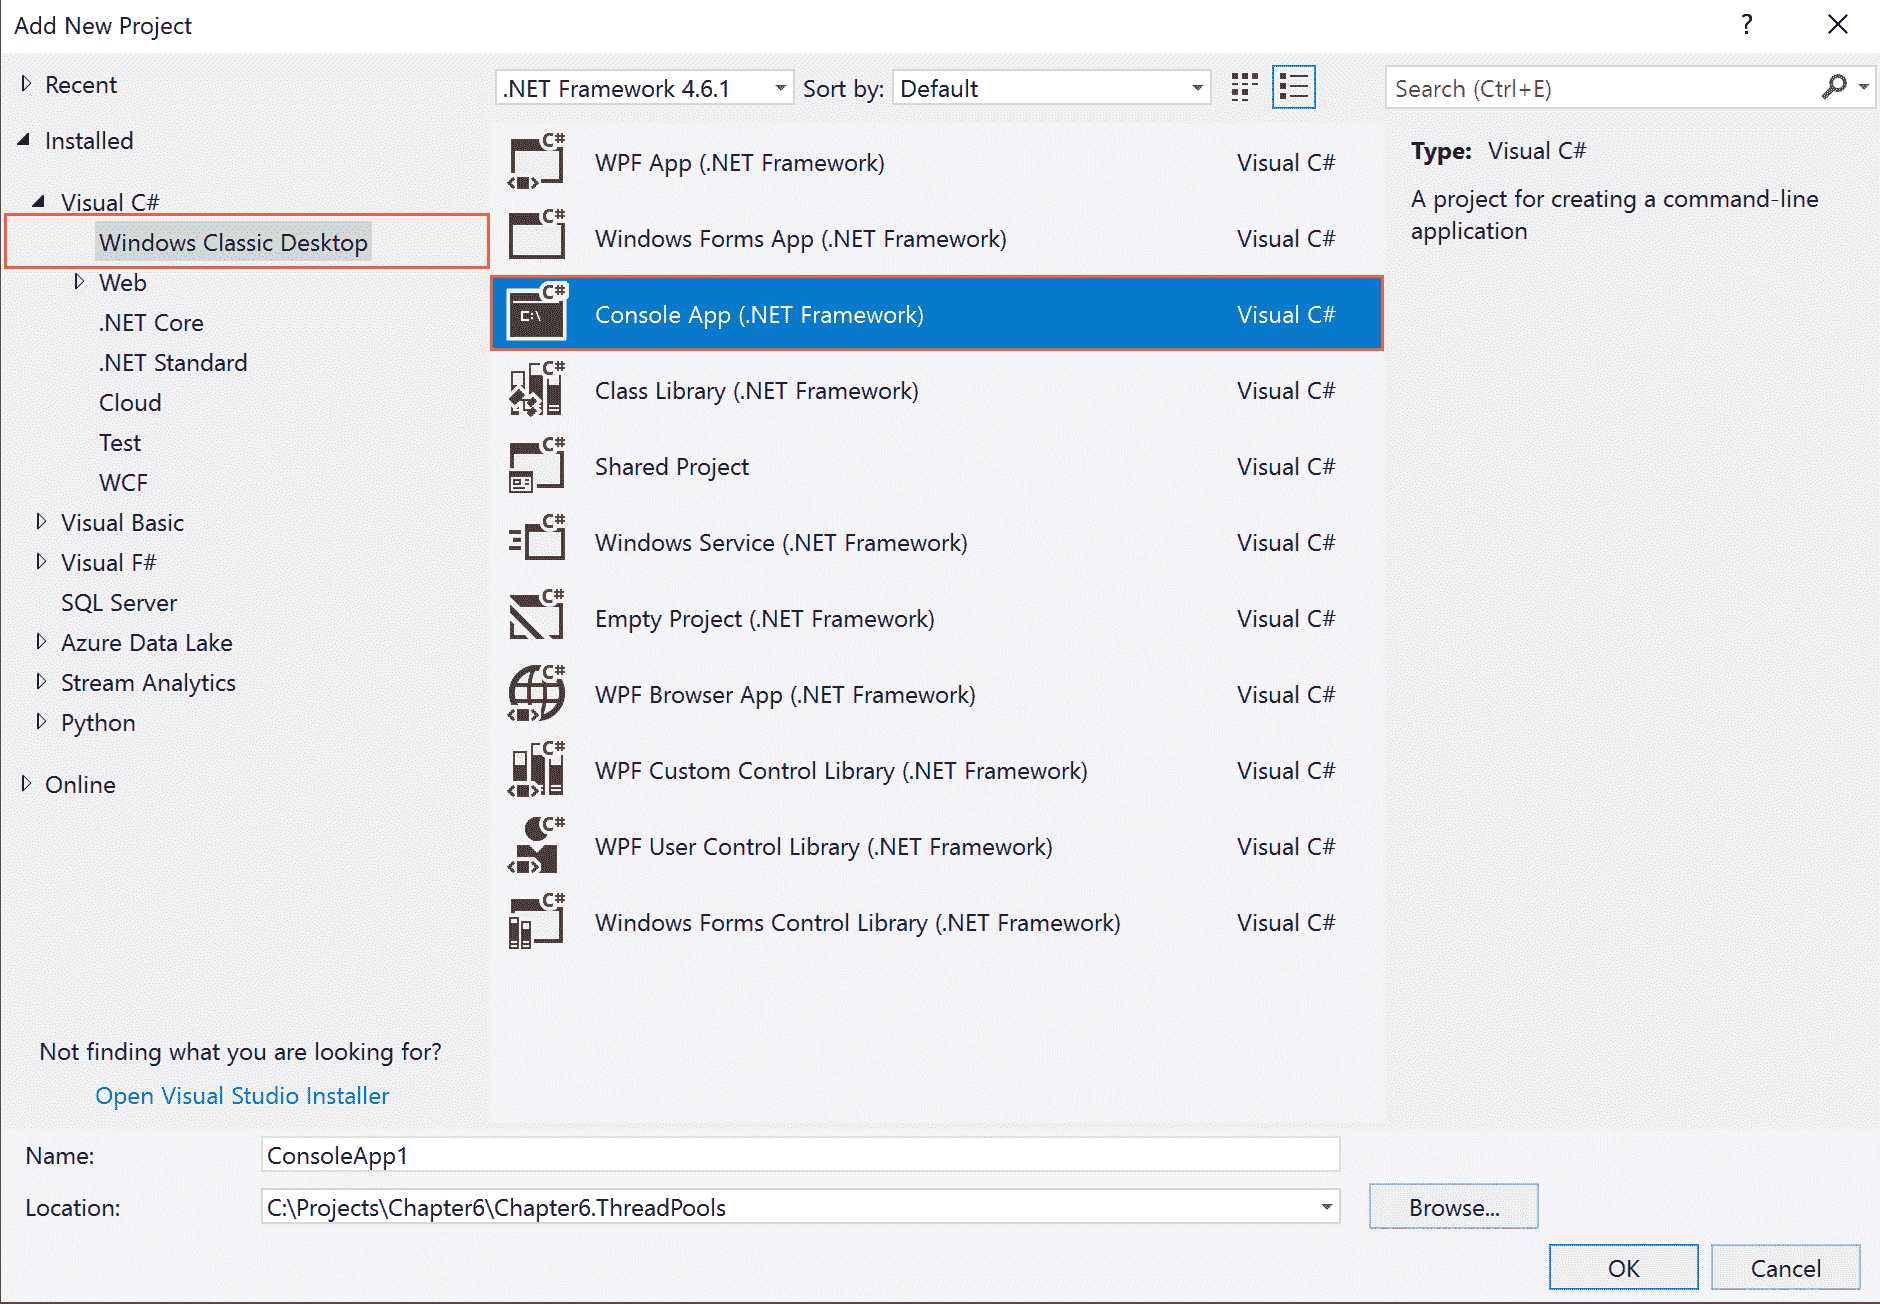 Add New Project
?
Recent
Installed
Visual C#
Windows Classic Desktop
Web
.NET Core
.NET Standard
Cloud
Test
WCF
Visual Basic
Visual F#
SQL Server
Azure Data Lake
Stream Analytics
Python
Online
Not finding what you are looking for?
Open Visual Studio Installer
.NET Framework 4.6.1 Sort by: Default
C#
WPF App (.NET Framework) Visual C#
C#
Windows Forms App (.NET Framework) Visual C#
C#
C:\ Console App (.NET Framework) Visual C#
C#
Class Library (.NET Framework) Visual C#
C#
Shared Project Visual C#
C#
Windows Service (.NET Framework) Visual C#
C#
Empty Project (.NET Framework) Visual C#
C#
WPF Browser App (.NET Framework) Visual C#
C#
WPF Custom Control Library (.NET Framework) Visual C#
C#
WPF User Control Library (.NET Framework) Visual C#
C#
Windows Forms Control Library (.NET Framework) Visual C#
Search (Ctrl+E)
Type: Visual C#
A project for creating a command-line
application
Name: ConsoleApp1
Location: C:\Projects\Chapter6\Chapter6.ThreadPools Browse...
OK Cancel